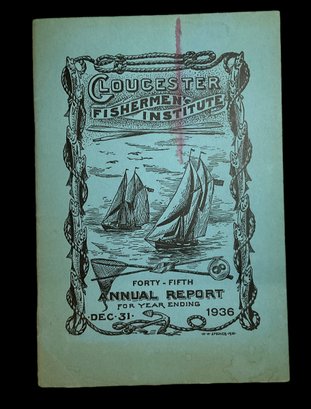 GLOUCESTER
FISHERMEN'S
INSTITUTE
FORTY-FIFTH
ANNUAL REPORT
FOR YEAR ENDING
DEC·31· 1936